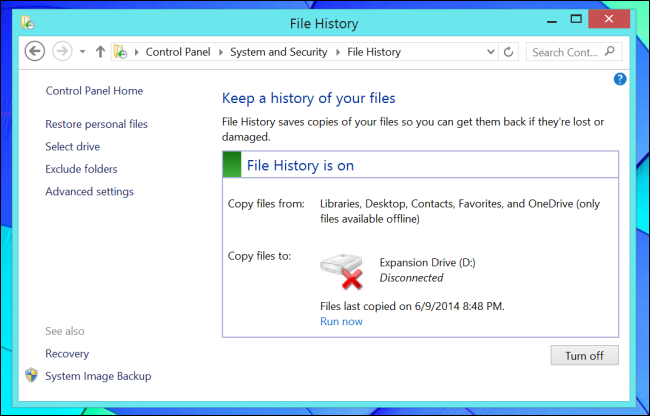 File History
Control Panel
System and Security
File History
Search Cont...
Control Panel Home
Restore personal files
Select drive
Exclude folders
Advanced settings
See also
Recovery
System Image Backup
Keep a history of your files
File History saves copies of your files so you can get them back if they're lost or
damaged.
File History is on
Copy files from: Libraries, Desktop, Contacts, Favorites, and OneDrive (only
files available offline)
Copy files to: Expansion Drive (D:)
Disconnected
Files last copied on 6/9/2014 8:48 PM.
Run now
Turn off